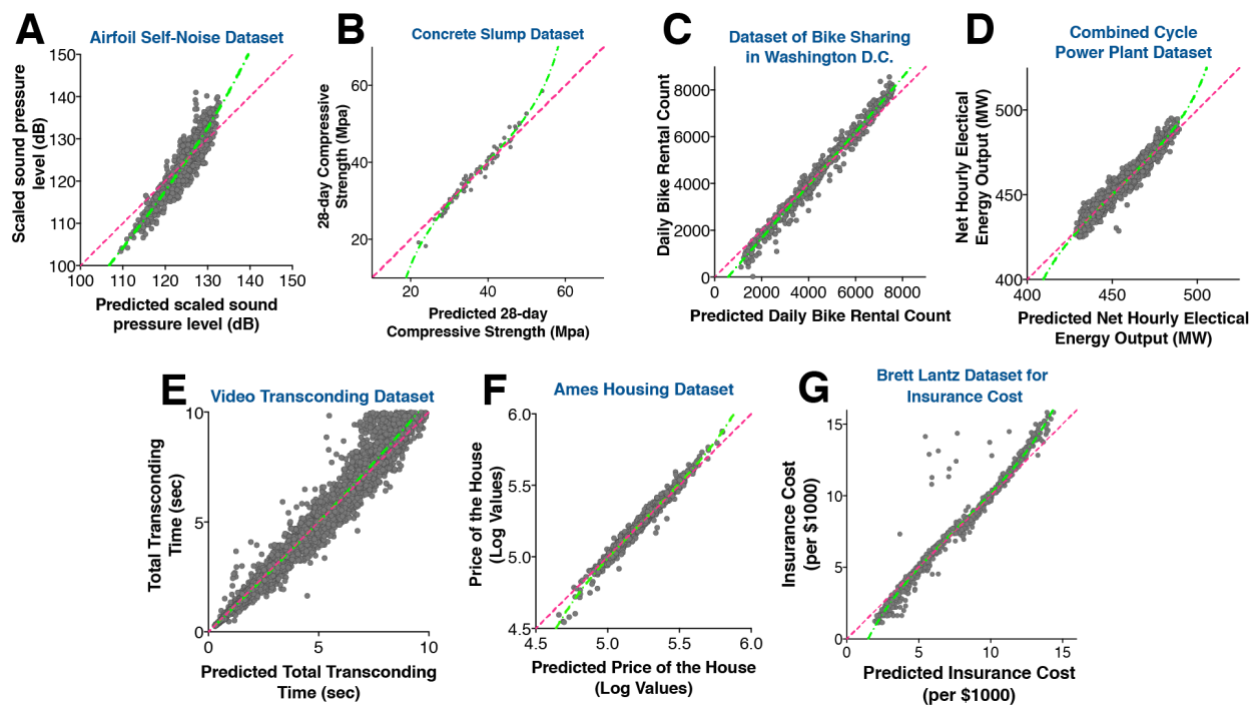 A
Airfoil Self-Noise Dataset
Scaled sound pressure
level (dB)
150
140
130
120
110
100
100
110
120
130
140
150
Predicted scaled sound
pressure level (dB)
B
Concrete Slump Dataset
28-day Compressive
Strength (Mpa)
60
40
20
20
40
60
Predicted 28-day
Compressive Strength (Mpa)
C
Dataset of Bike Sharing
in Washington D.C.
Daily Bike Rental Count
8000
6000
4000
2000
0
0
2000
4000
6000
8000
Predicted Daily Bike Rental Count
D
Combined Cycle
Power Plant Dataset
Net Hourly Electical
Energy Output (MW)
500
450
400
400
450
500
Predicted Net Hourly Electical
Energy Output (MW)
E
Video Transconding Dataset
Total Transconding
Time (sec)
10
5
0
0
5
10
Predicted Total Transconding
Time (sec)
F
Ames Housing Dataset
Price of the House
(Log Values)
6.0
5.5
5.0
4.5
4.5
5.0
5.5
6.0
Predicted Price of the House
(Log Values)
G
Brett Lantz Dataset for
Insurance Cost
Insurance Cost
(per $1000)
15
10
5
0
0
5
10
15
Predicted Insurance Cost
(per $1000)